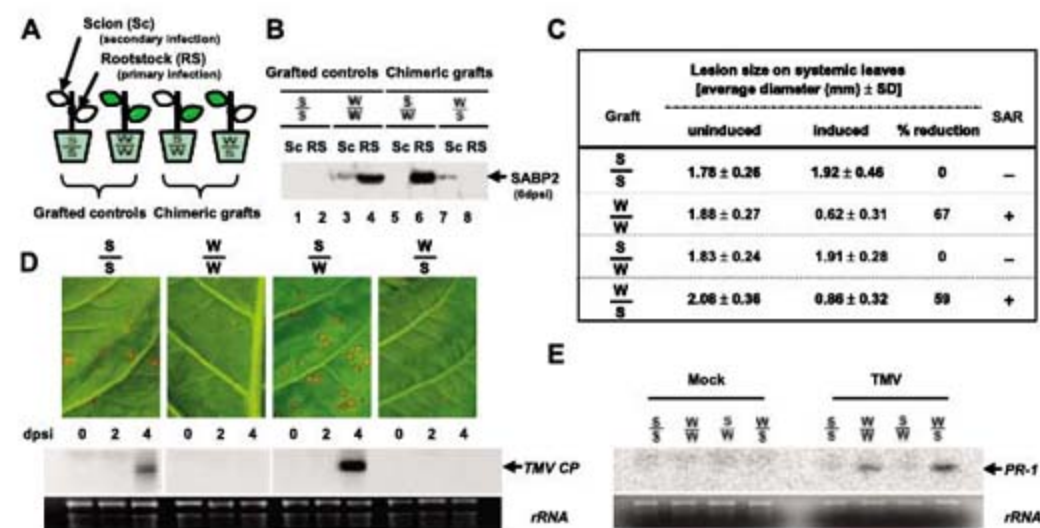 A
Scion (Sc)
(secondary infection)
Rootstock (RS)
(primary infection)
S W S W
S W W S
Grafted controls Chimeric grafts
B
Grafted controls Chimeric grafts
S W S W
S W W S
Sc RS Sc RS Sc RS Sc RS
SABP2
(6dpsi)
1 2 3 4 5 6 7 8
C
Lesion size on systemic leaves
[average diameter (mm) ± SD]
Graft uninduced induced % reduction SAR
S
S
1.78 ± 0.26 1.92 ± 0.46 0 –
W
W
1.88 ± 0.27 0.62 ± 0.31 67 +
S
W
1.83 ± 0.24 1.91 ± 0.28 0 –
W
S
2.08 ± 0.36 0.86 ± 0.32 59 +
D
S W S W
S W W S
dpsi 0 2 4 0 2 4 0 2 4 0 2 4
TMV CP
rRNA
E
Mock TMV
S W S W S W S W
S W W S S W W S
PR-1
rRNA